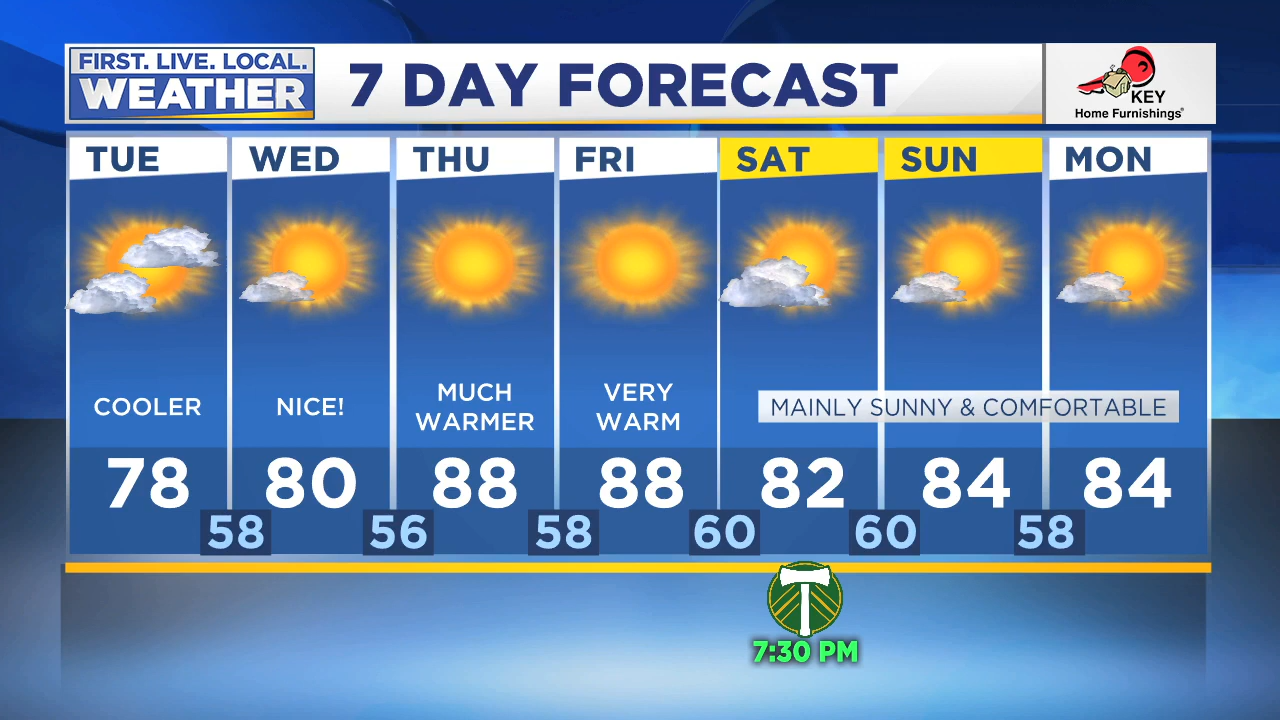 FIRST. LIVE. LOCAL.
WEATHER
7 DAY FORECAST
KEY
Home Furnishings®
TUE WED THU FRI SAT SUN MON
COOLER
NICE!
MUCH
WARMER
VERY
WARM
MAINLY SUNNY & COMFORTABLE
78 80 88 88 82 84 84
58 56 58 60 60 58
7:30 PM